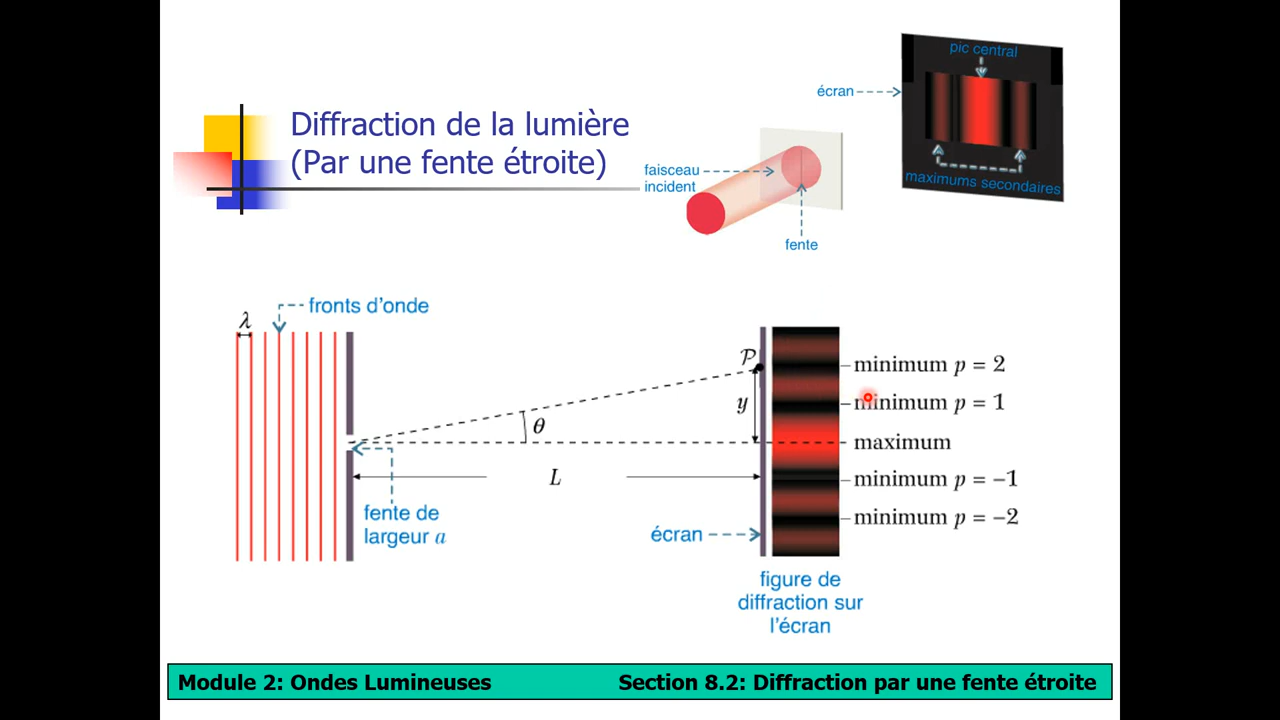 Diffraction de la lumière
(Par une fente étroite)
pic central
écran
maximums secondaires
faisceau
incident
fente
fronts d'onde
λ
P
y
θ
L
fente de
largeur a
écran
minimum p = 2
minimum p = 1
maximum
minimum p = –1
minimum p = –2
figure de
diffraction sur
l'écran
Module 2: Ondes Lumineuses
Section 8.2: Diffraction par une fente étroite